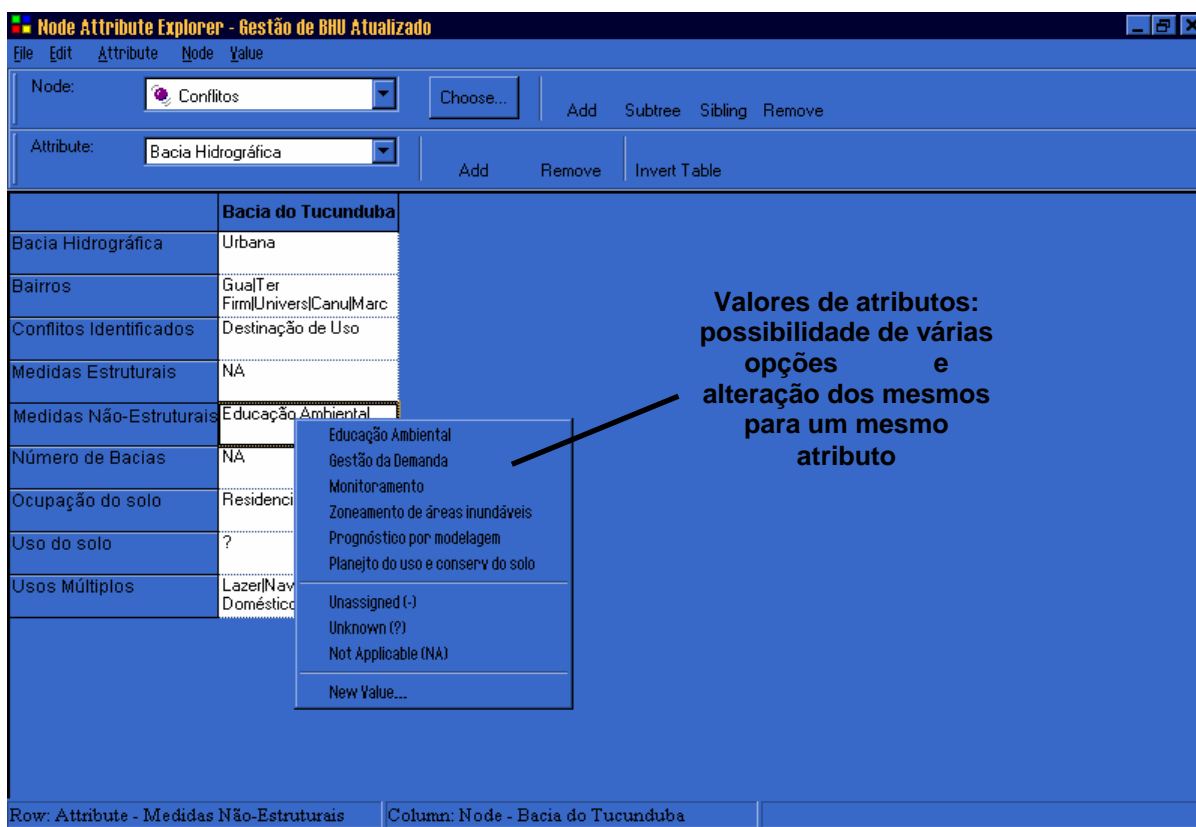 Node Attribute Explorer - Gestão de BHU Atualizado
File Edit Attribute Node Value
Node: Conflitos Choose... Add Subtree Sibling Remove
Attribute: Bacia Hidrográfica Add Remove Invert Table
Bacia do Tucunduba
Bacia Hidrográfica Urbana
Bairros Gua|Ter
Firm|Univers|Canu|Marc
Conflitos Identificados Destinação de Uso
Medidas Estruturais NA
Medidas Não-Estruturais Educação Ambiental
Número de Bacias NA
Ocupação do solo Residenci
Uso do solo ?
Usos Múltiplos Lazer|Nav
Doméstico
Educação Ambiental
Gestão da Demanda
Monitoramento
Zoneamento de áreas inundáveis
Prognóstico por modelagem
Planejto do uso e conserv do solo
Unassigned (-)
Unknown (?)
Not Applicable (NA)
New Value...
Valores de atributos:
possibilidade de várias
opções e
alteração dos mesmos
para um mesmo
atributo
Row: Attribute - Medidas Não-Estruturais Column: Node - Bacia do Tucunduba